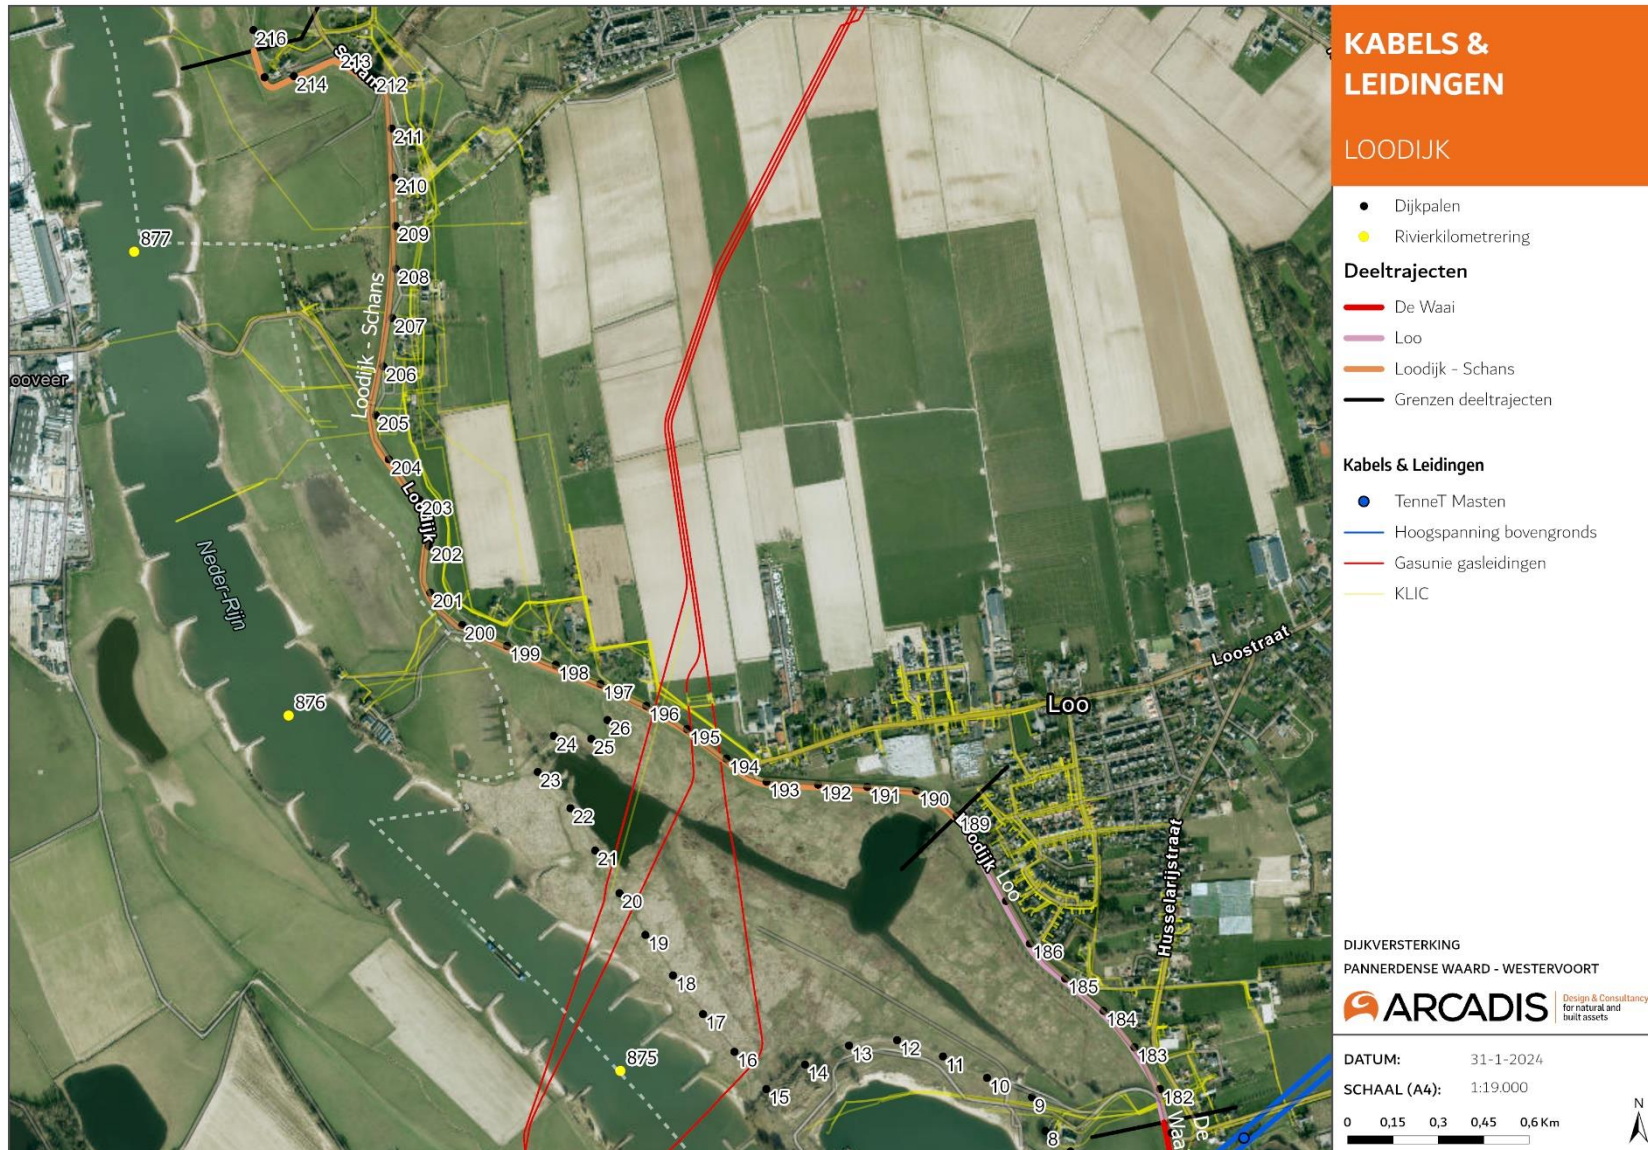 KABELS &
LEIDINGEN
LOODIJK
Dijkpalen
Rivierkilometrering
Deeltrajecten
De Waai
Loo
Loodijk - Schans
Grenzen deeltrajecten
Kabels & Leidingen
TenneT Masten
Hoogspanning bovengronds
Gasunie gasleidingen
KLIC
DIJKVERSTERKING
PANNERDENSE WAARD - WESTERVOORT
ARCADIS
Design & Consultancy
for natural and
built assets
DATUM: 31-1-2024
SCHAAL (A4): 1:19.000
0 0,15 0,3 0,45 0,6 Km
N
216
213
214
212
211
210
209
877
208
Loodijk - Schans
207
206
ooveer
205
204
Loodijk
203
202
Neder-Rijn
201
200
199
198
197
Loostraat
876
196
Loo
26
195
24
25
194
23
193
192
191
190
22
189
Loodijk
Loo
21
Husselarijstraat
20
19
186
18
185
17
184
16
13
12
183
875
14
11
15
10
182
9
8
De
Waai